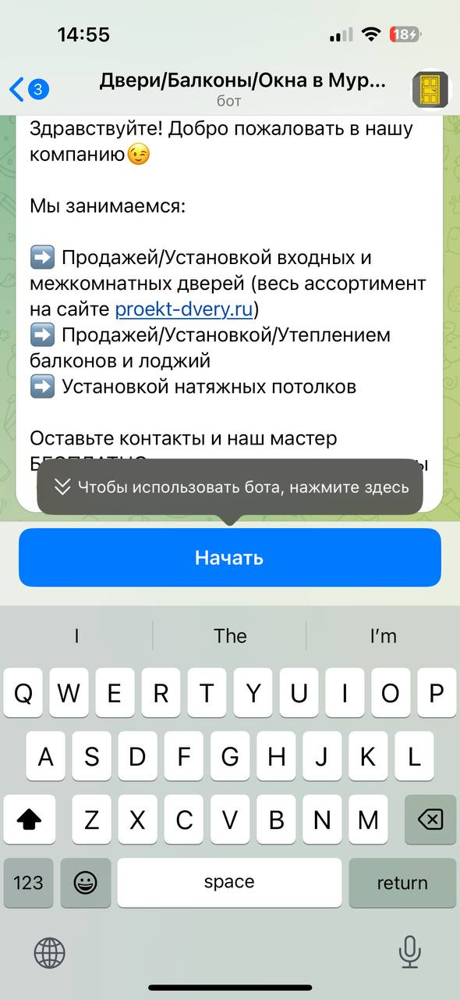 14:55
18
3
Двери/Балконы/Окна в Мур...
бот
Здравствуйте! Добро пожаловать в нашу
компанию😉
Мы занимаемся:
➡️ Продажей/Установкой входных и
межкомнатных дверей (весь ассортимент
на сайте proekt-dvery.ru)
➡️ Продажей/Установкой/Утеплением
балконов и лоджий
➡️ Установкой натяжных потолков
Оставьте контакты и наш мастер
БЕСПЛАТНО
Чтобы использовать бота, нажмите здесь
Начать
I The I’m
Q W E R T Y U I O P
A S D F G H J K L
Z X C V B N M
123 space return